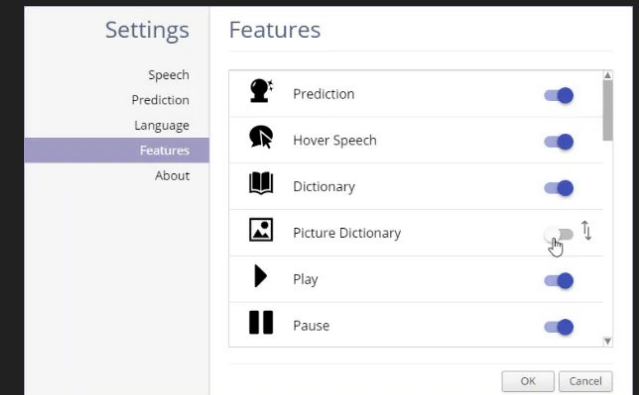 Settings
Speech
Prediction
Language
Features
About
Features
Prediction
Hover Speech
Dictionary
Picture Dictionary
Play
Pause
OK Cancel